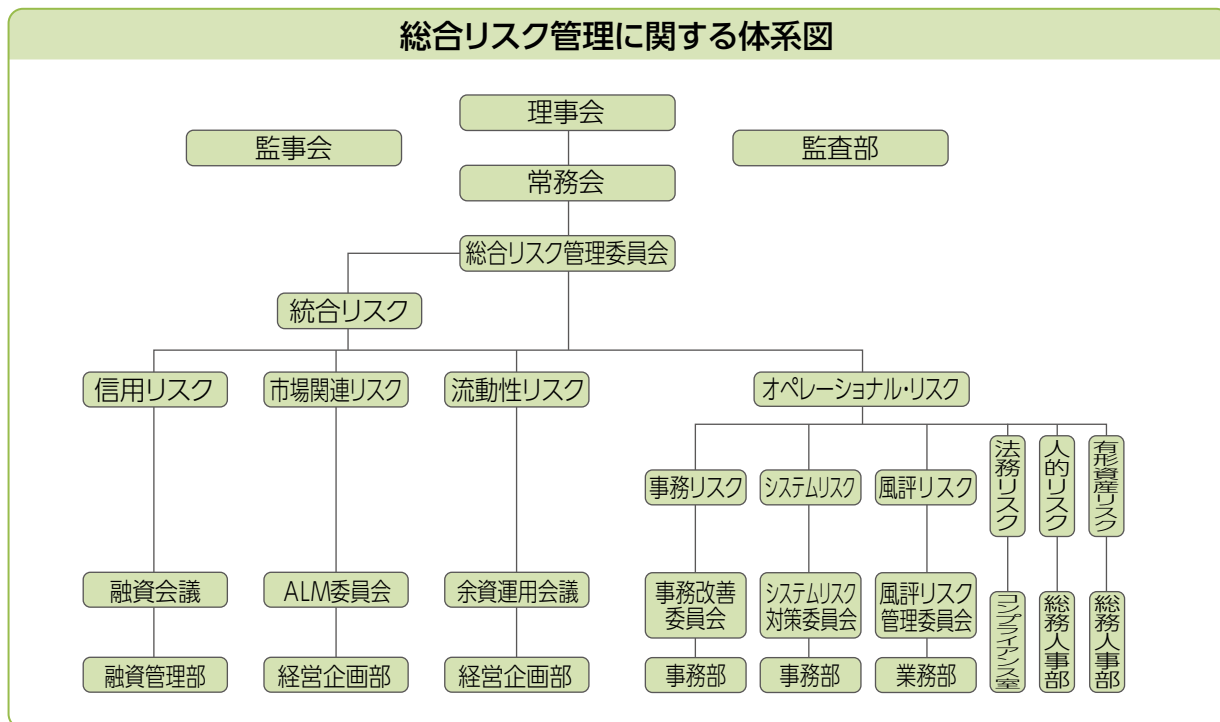 総合リスク管理に関する体系図
理事会
監事会
監査部
常務会
総合リスク管理委員会
統合リスク
信用リスク
市場関連リスク
流動性リスク
オペレーショナル・リスク
事務リスク
システムリスク
風評リスク
法務リスク
人的リスク
有形資産リスク
融資会議
ALM委員会
余資運用会議
事務改善
委員会
システムリスク
対策委員会
風評リスク
管理委員会
コンプライアンス室
総務人事部
総務人事部
融資管理部
経営企画部
経営企画部
事務部
事務部
業務部